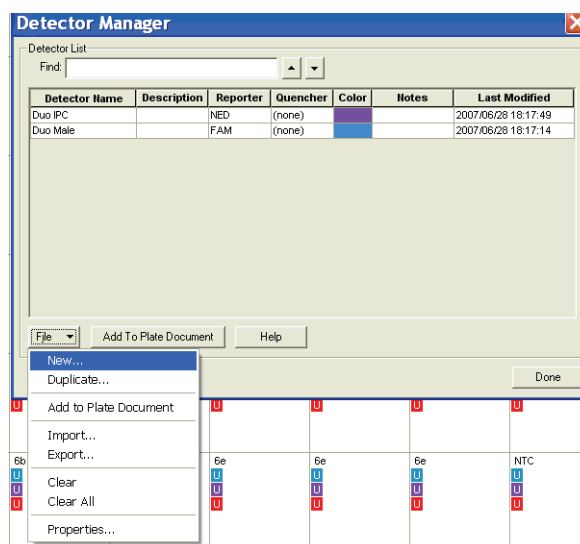 Detector Manager
Detector List
Find:
Detector Name Description Reporter Quencher Color Notes Last Modified
Duo IPC NED (none) 2007/06/28 18:17:49
Duo Male FAM (none) 2007/06/28 18:17:14
File Add To Plate Document Help
New...
Duplicate...
Done
Add to Plate Document
U U U U U
Import...
Export...
6b 6e 6e 6e NTC
U U U U U
Clear
U U U U U
Clear All
U U U U U
Properties...